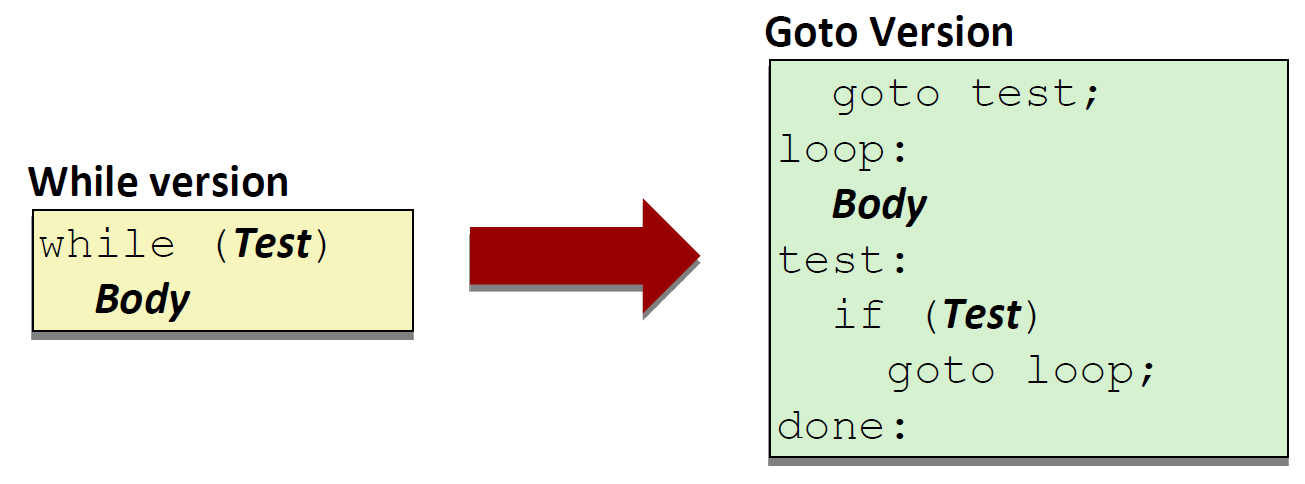 While version
while (Test)
Body
Goto Version
goto test;
loop:
Body
test:
if (Test)
goto loop;
done: